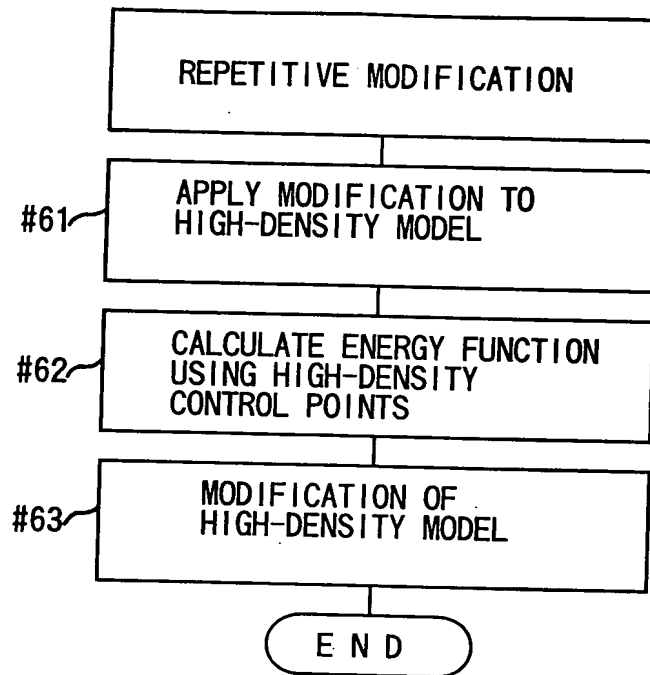 REPETITIVE MODIFICATION
#61
APPLY MODIFICATION TO
HIGH-DENSITY MODEL
#62
CALCULATE ENERGY FUNCTION
USING HIGH-DENSITY
CONTROL POINTS
#63
MODIFICATION OF
HIGH-DENSITY MODEL
END